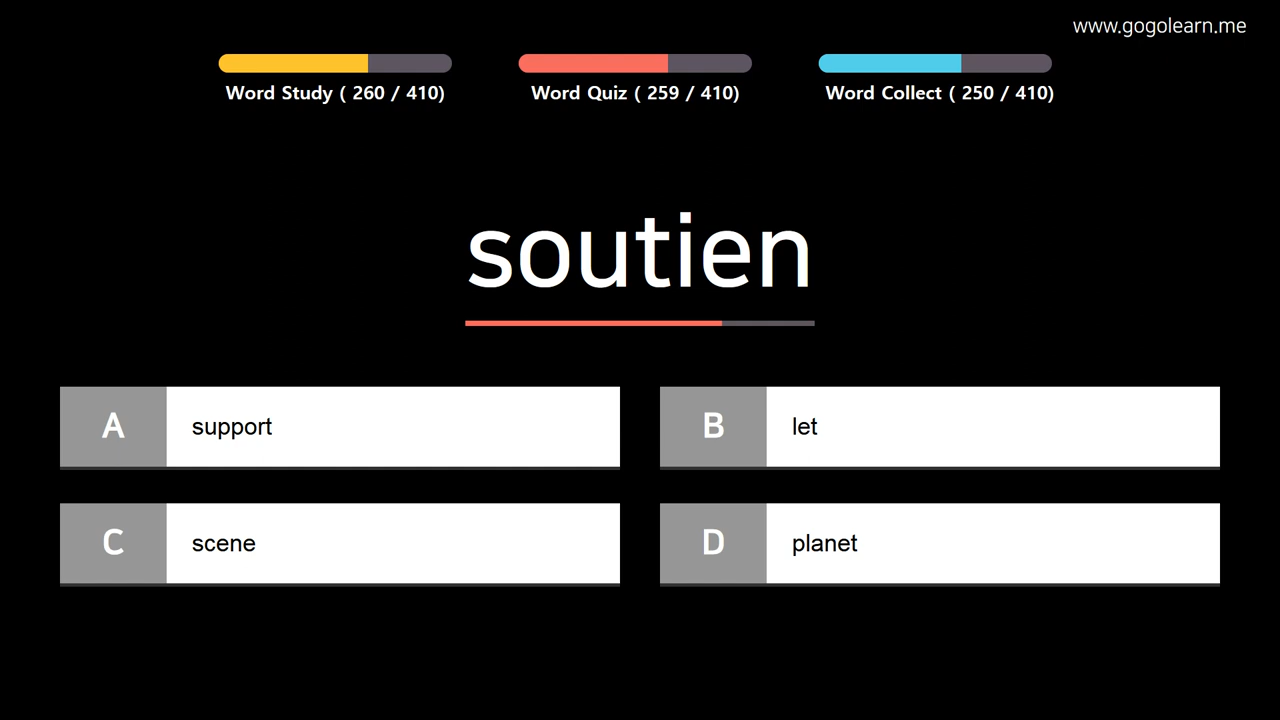 www.gogolearn.me
Word Study ( 260 / 410)
Word Quiz ( 259 / 410)
Word Collect ( 250 / 410)
soutien
A support
B let
C scene
D planet